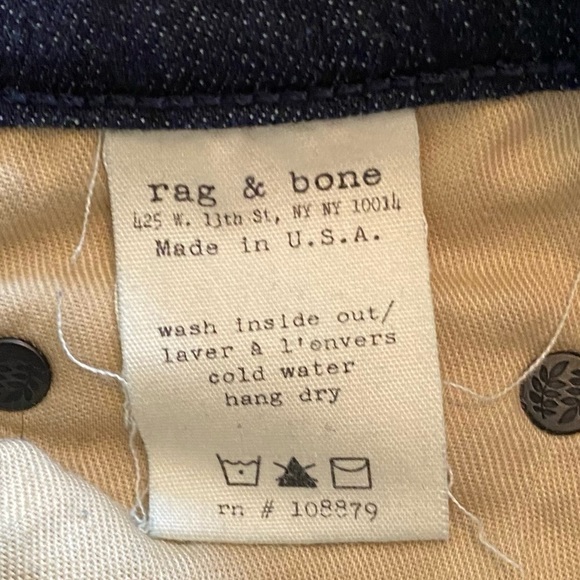 rag & bone
425 W. 13th St, NY NY 10014
Made in U.S.A.
wash inside out/
laver à l'envers
cold water
hang dry
rn # 108879